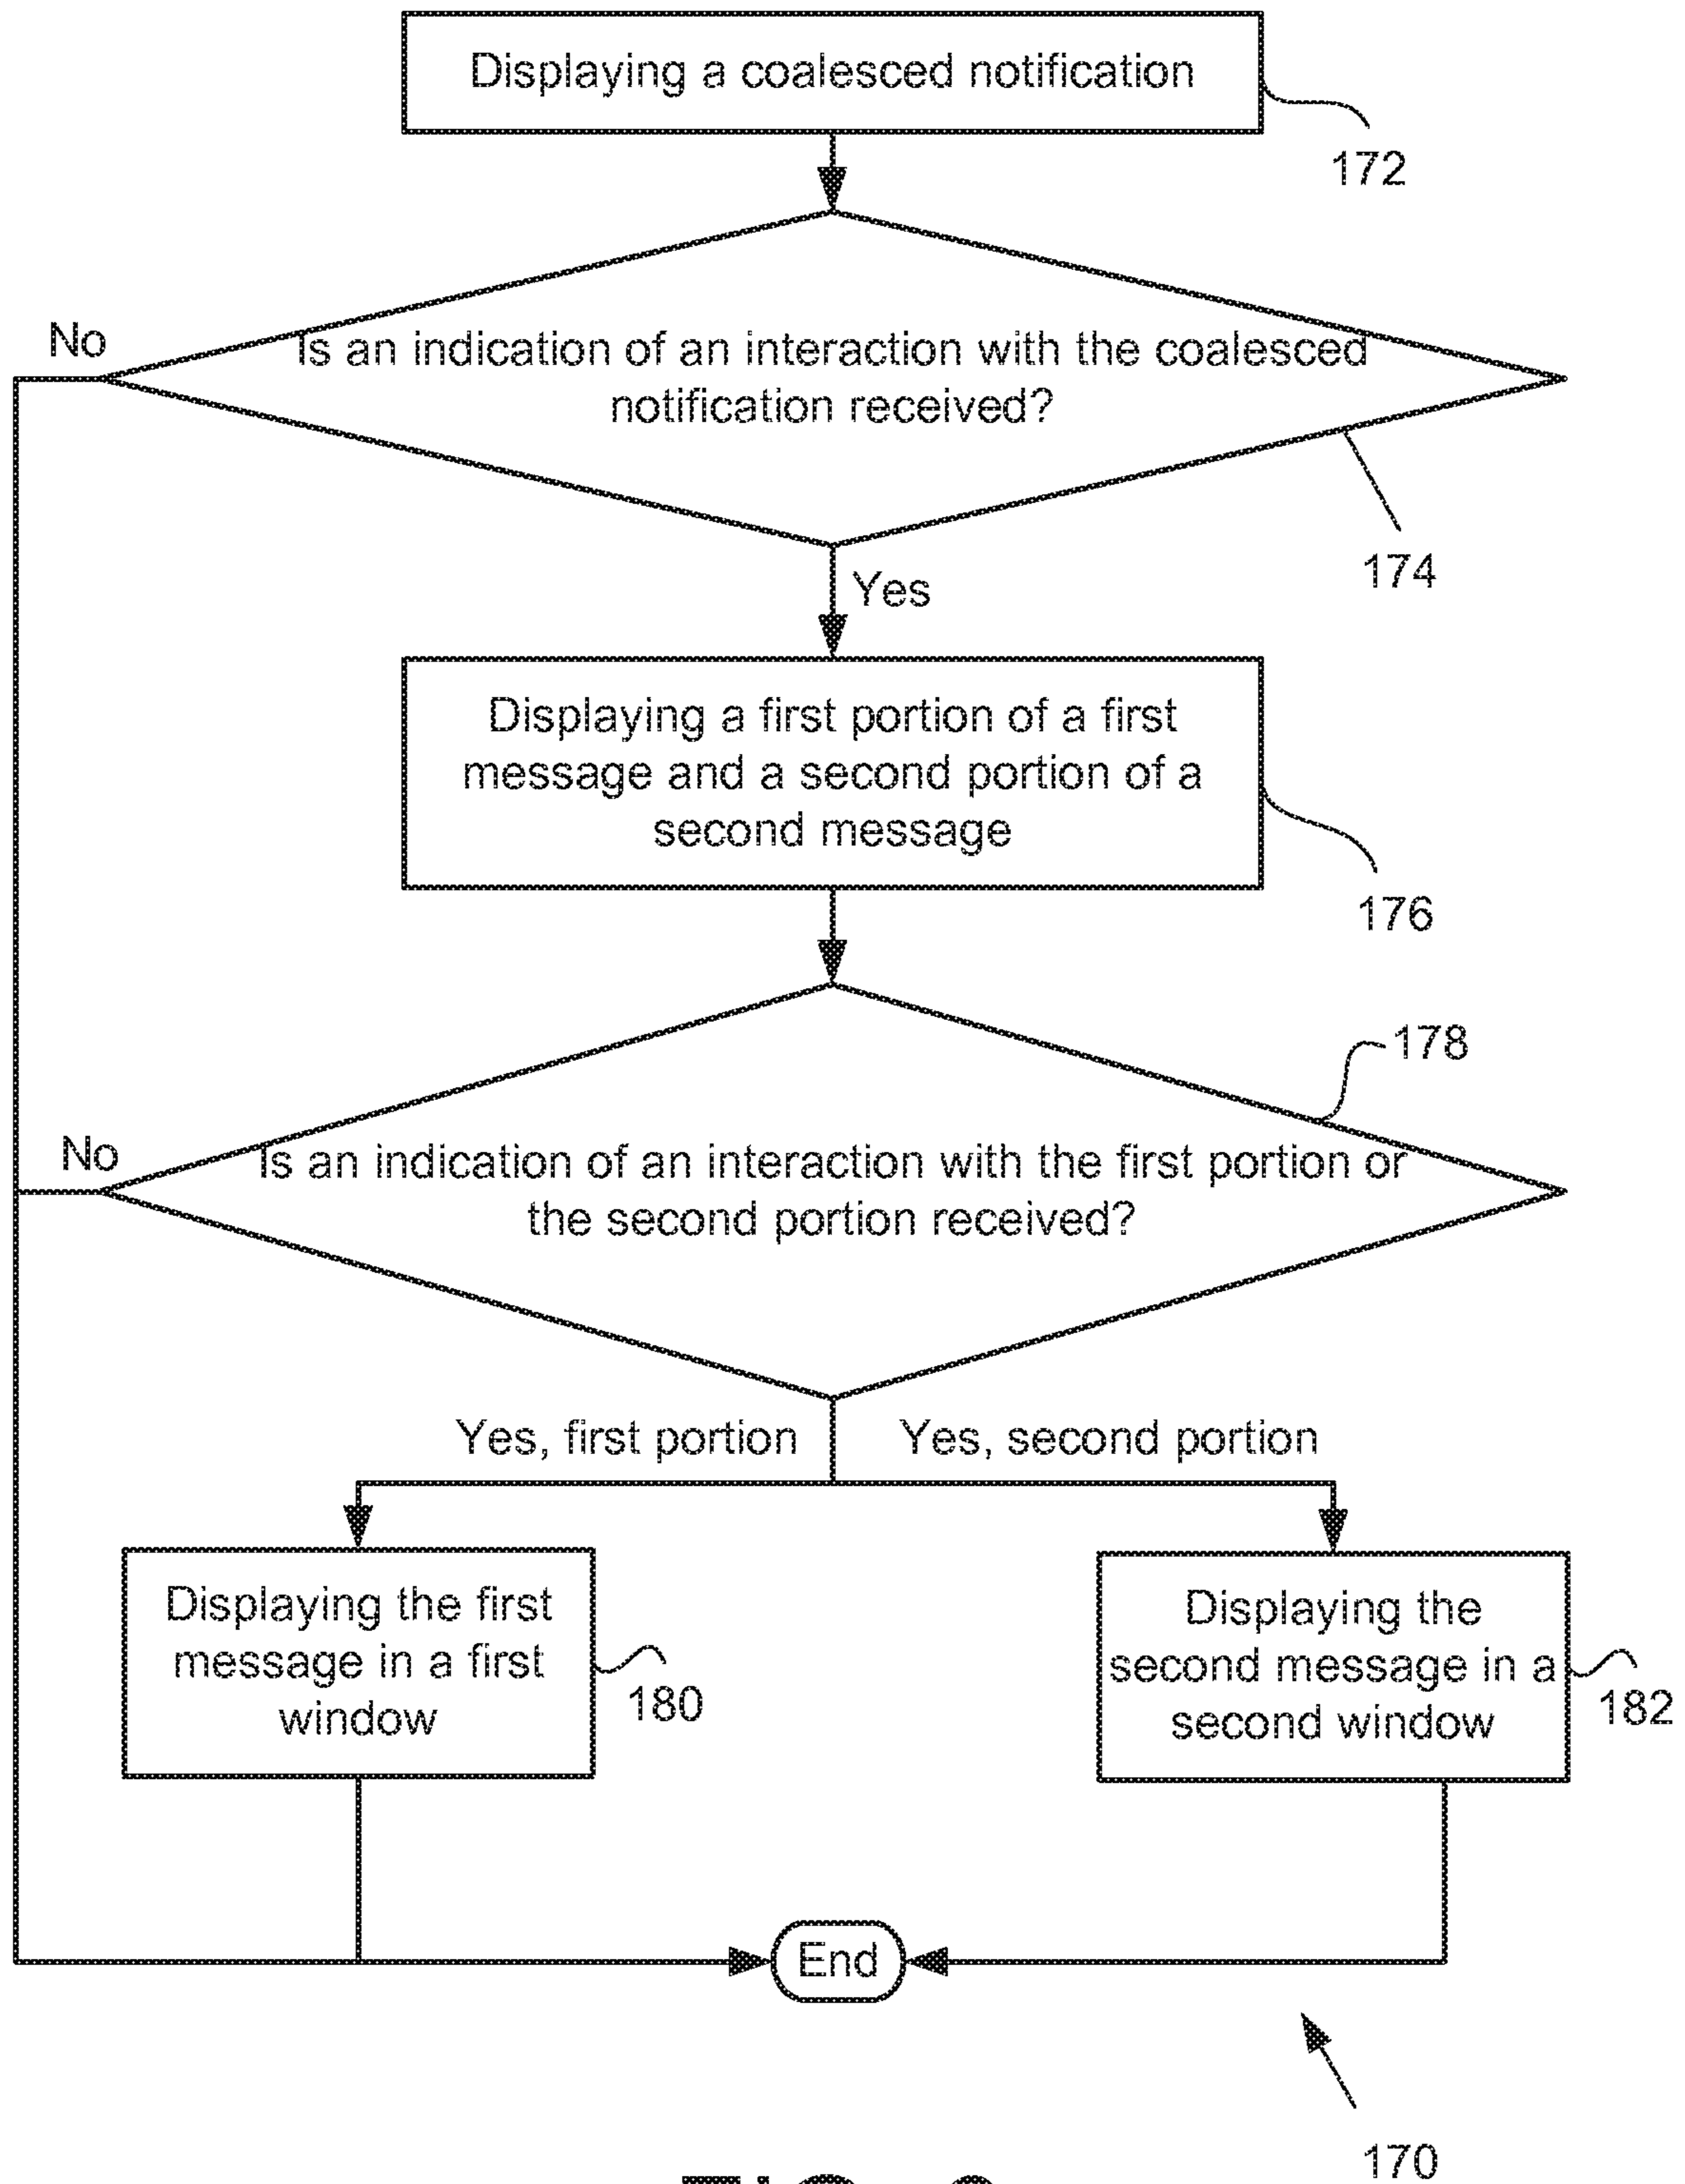 Displaying a coalesced notification
172
No
Is an indication of an interaction with the coalesced
notification received?
174
Yes
Displaying a first portion of a first
message and a second portion of a
second message
176
178
No
Is an indication of an interaction with the first portion or
the second portion received?
Yes, first portion
Yes, second portion
Displaying the first
message in a first
window
180
Displaying the
second message in a
second window
182
End
170